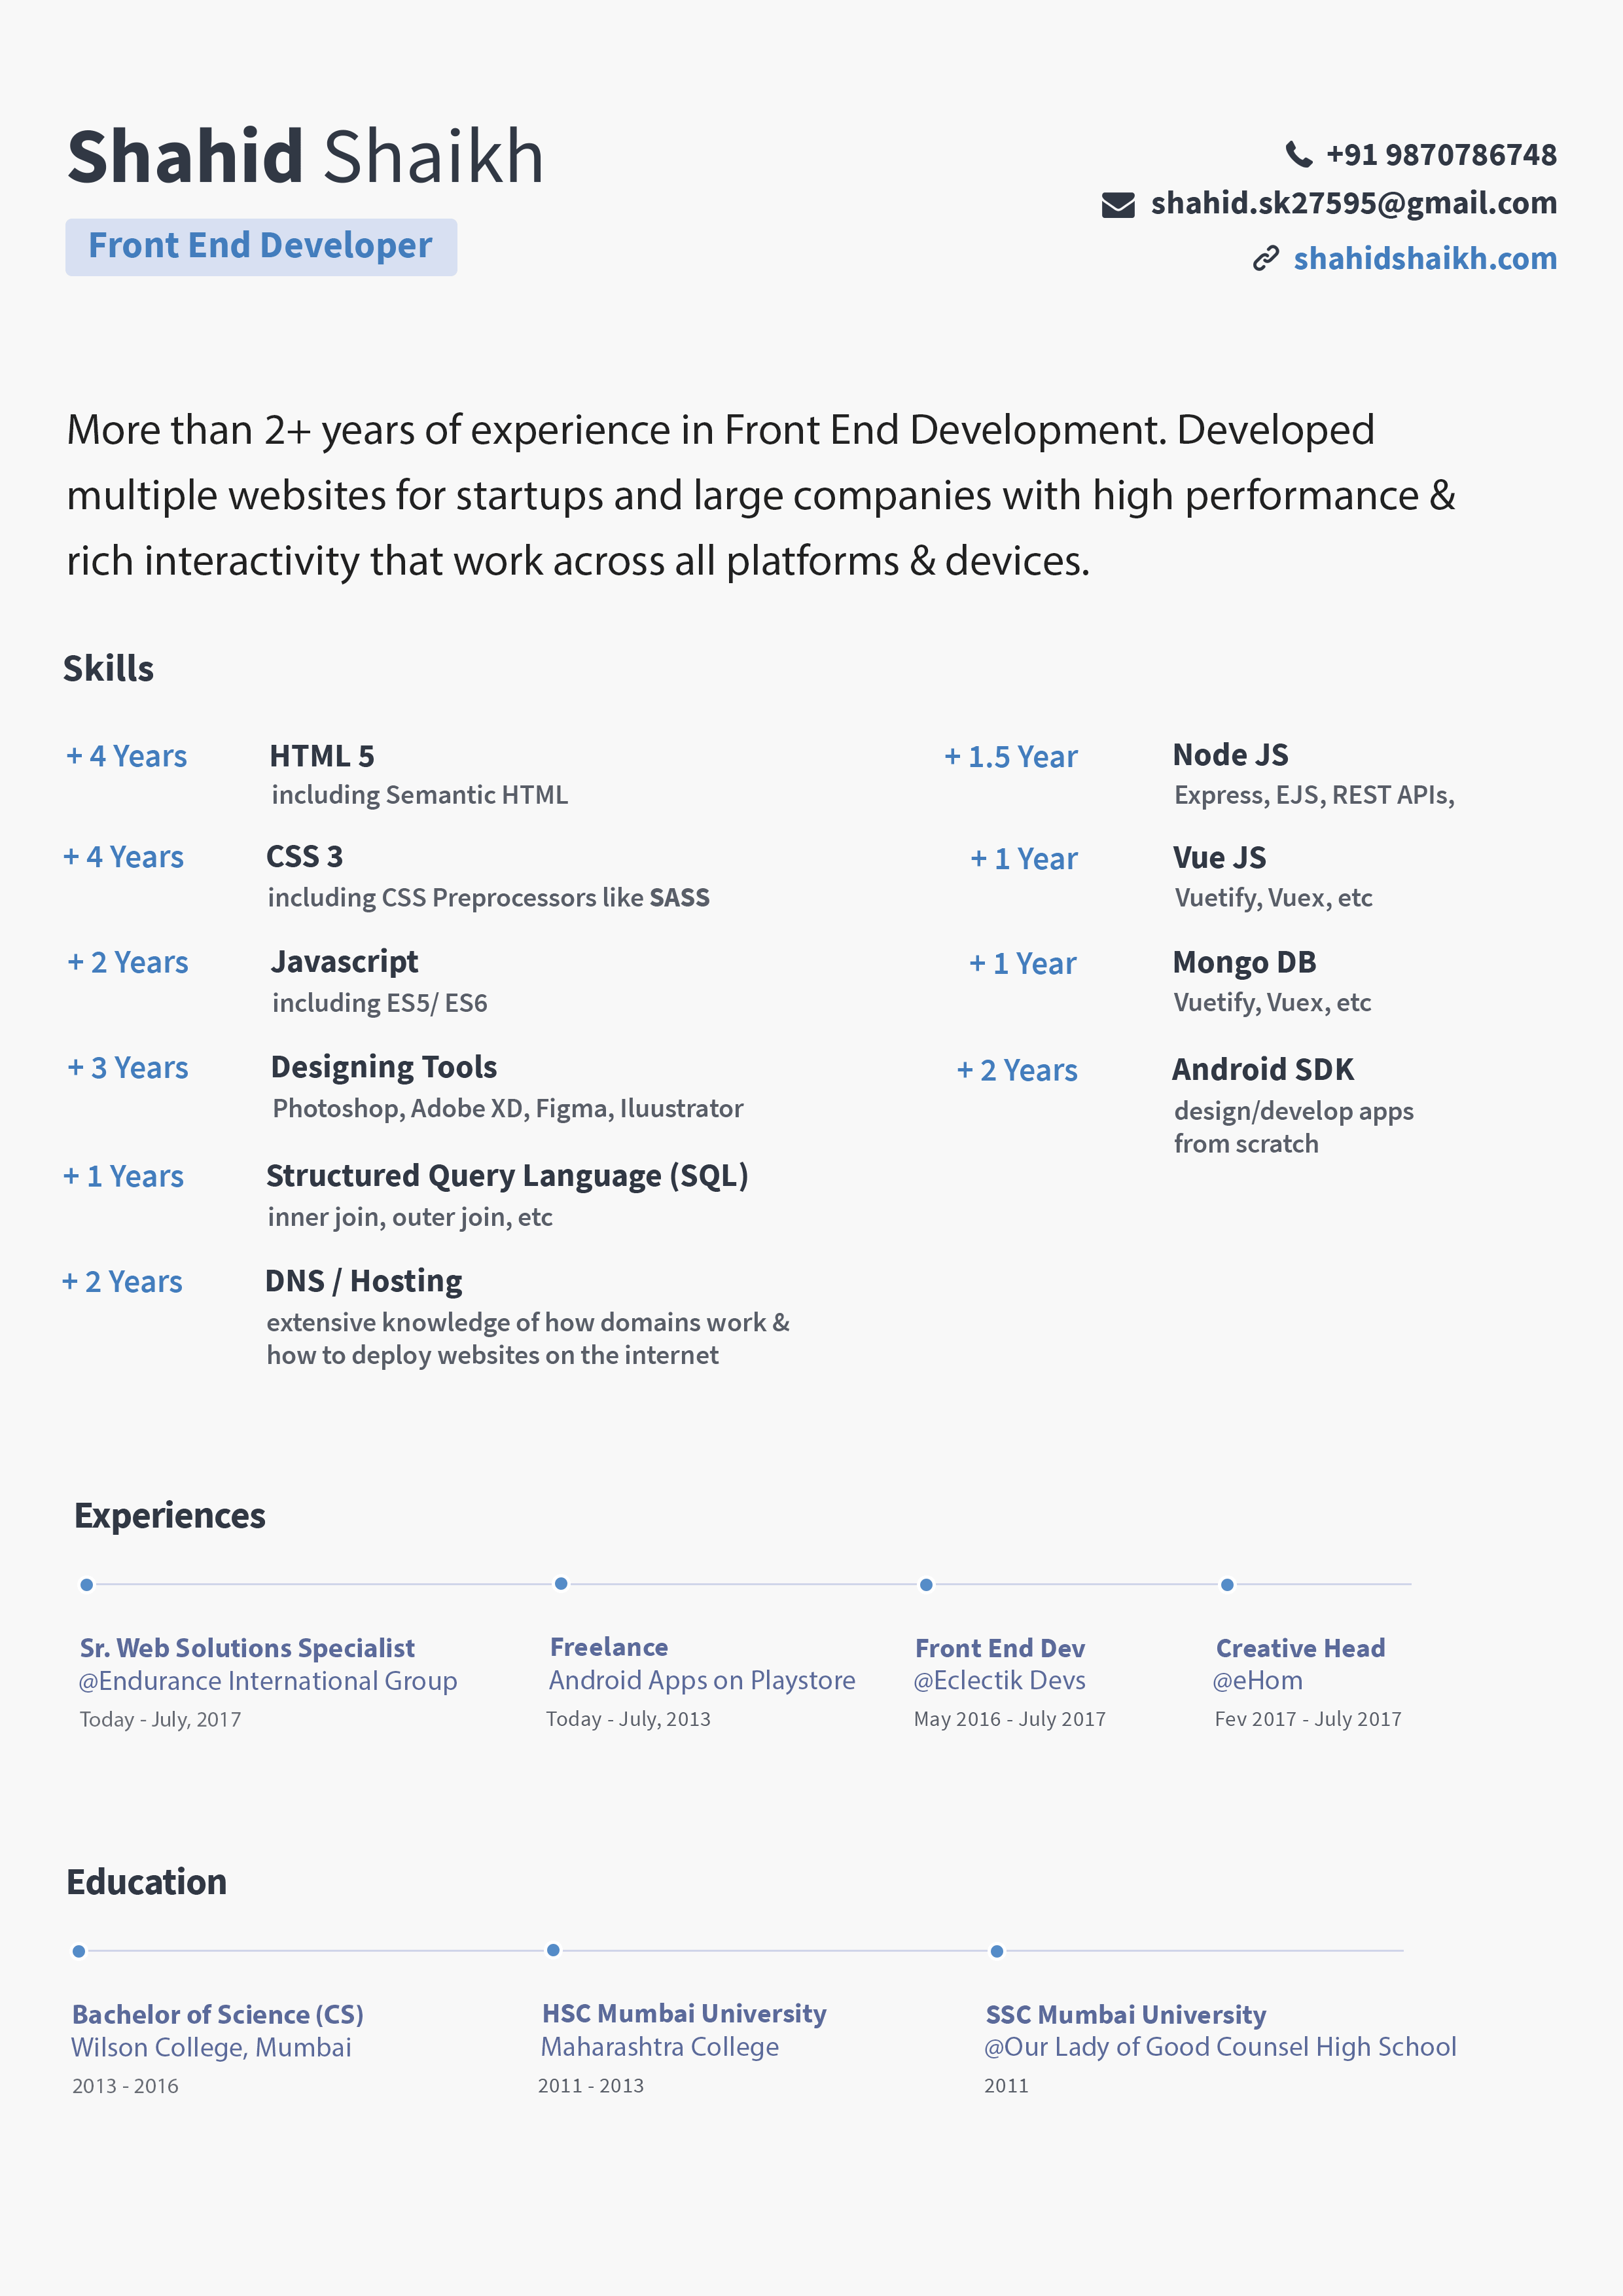 Shahid Shaikh
Front End Developer
+91 9870786748
shahid.sk27595@gmail.com
shahidshaikh.com
More than 2+ years of experience in Front End Development. Developed
multiple websites for startups and large companies with high performance &
rich interactivity that work across all platforms & devices.
Skills
+ 4 Years HTML 5
including Semantic HTML
+ 4 Years CSS 3
including CSS Preprocessors like SASS
+ 2 Years Javascript
including ES5/ ES6
+ 3 Years Designing Tools
Photoshop, Adobe XD, Figma, Iluustrator
+ 1 Years Structured Query Language (SQL)
inner join, outer join, etc
+ 2 Years DNS / Hosting
extensive knowledge of how domains work &
how to deploy websites on the internet
+ 1.5 Year Node JS
Express, EJS, REST APIs,
+ 1 Year Vue JS
Vuetify, Vuex, etc
+ 1 Year Mongo DB
Vuetify, Vuex, etc
+ 2 Years Android SDK
design/develop apps
from scratch
Experiences
Sr. Web Solutions Specialist
@Endurance International Group
Today - July, 2017
Freelance
Android Apps on Playstore
Today - July, 2013
Front End Dev
@Eclectik Devs
May 2016 - July 2017
Creative Head
@eHom
Fev 2017 - July 2017
Education
Bachelor of Science (CS)
Wilson College, Mumbai
2013 - 2016
HSC Mumbai University
Maharashtra College
2011 - 2013
SSC Mumbai University
@Our Lady of Good Counsel High School
2011